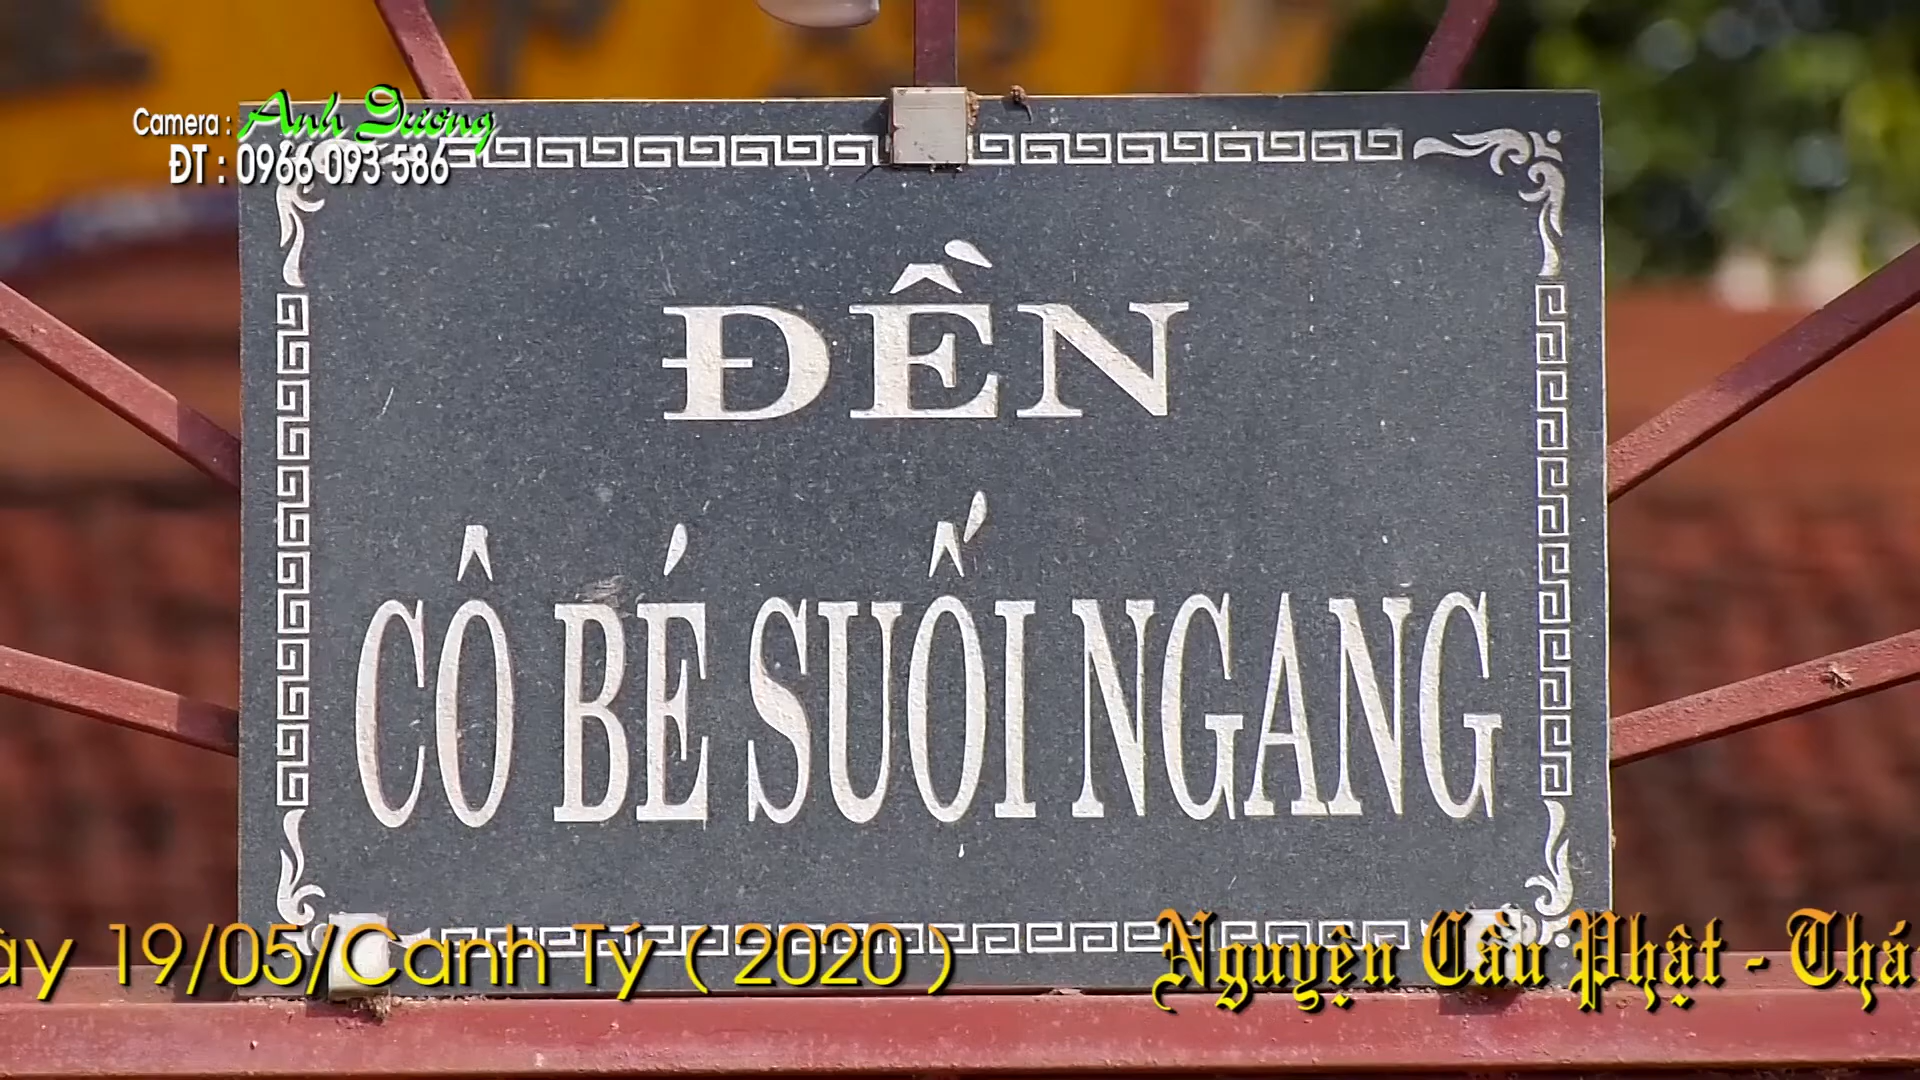 Camera : Anh Dương
ĐT : 0966 093 586
ĐỀN
CÔ BÉ SUỐI NGANG
19/05/Canh Tý ( 2020 ) Nguyện Cầu Phật -